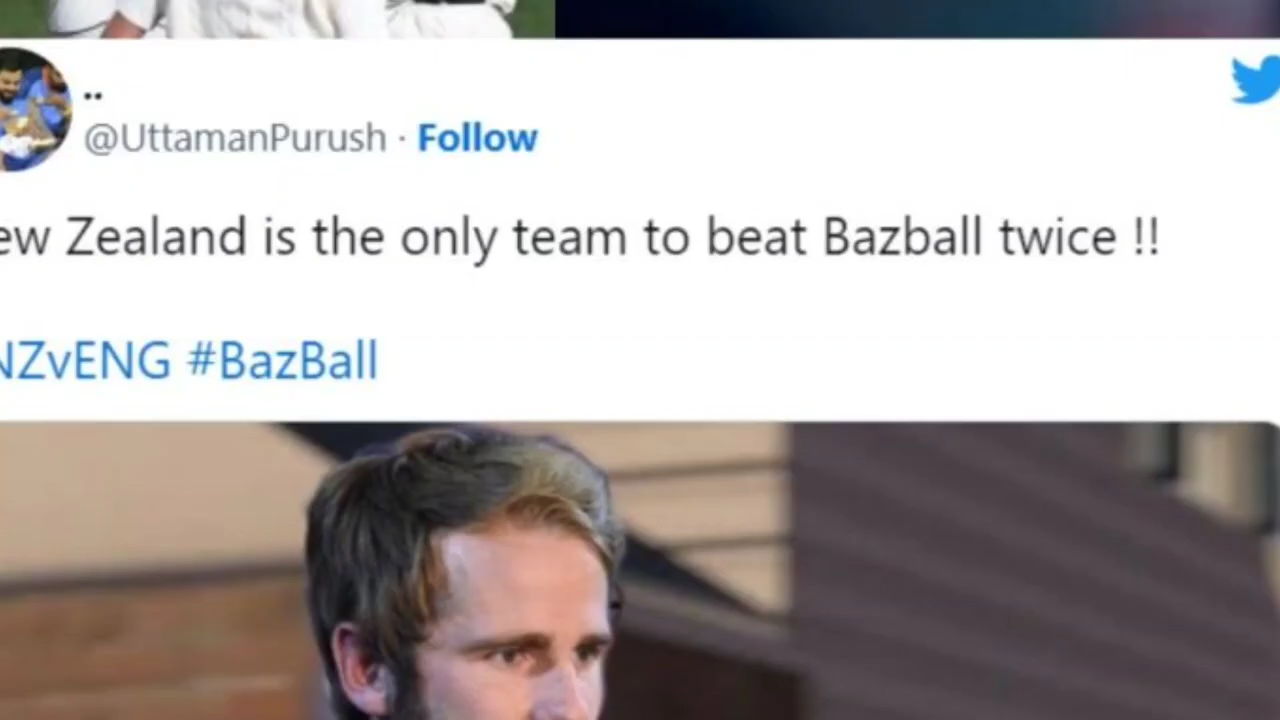 ..
@UttamanPurush · Follow
ew Zealand is the only team to beat Bazball twice !!
NZvENG #BazBall